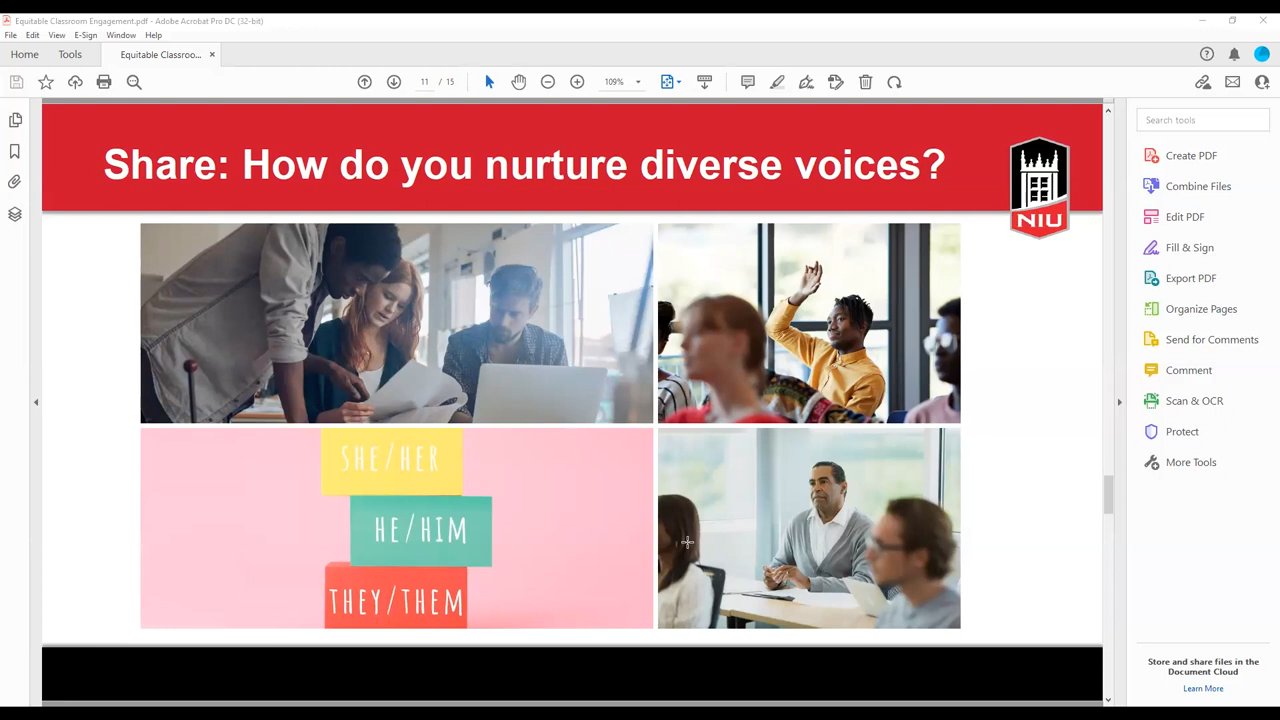 Equitable Classroom Engagement.pdf - Adobe Acrobat Pro DC (32-bit)
File Edit View E-Sign Window Help
Home Tools Equitable Classroo... ×
11 / 15 109%
Share: How do you nurture diverse voices?
NIU
SHE/HER
HE/HIM
THEY/THEM
Search tools
Create PDF
Combine Files
Edit PDF
Fill & Sign
Export PDF
Organize Pages
Send for Comments
Comment
Scan & OCR
Protect
More Tools
Store and share files in the
Document Cloud
Learn More